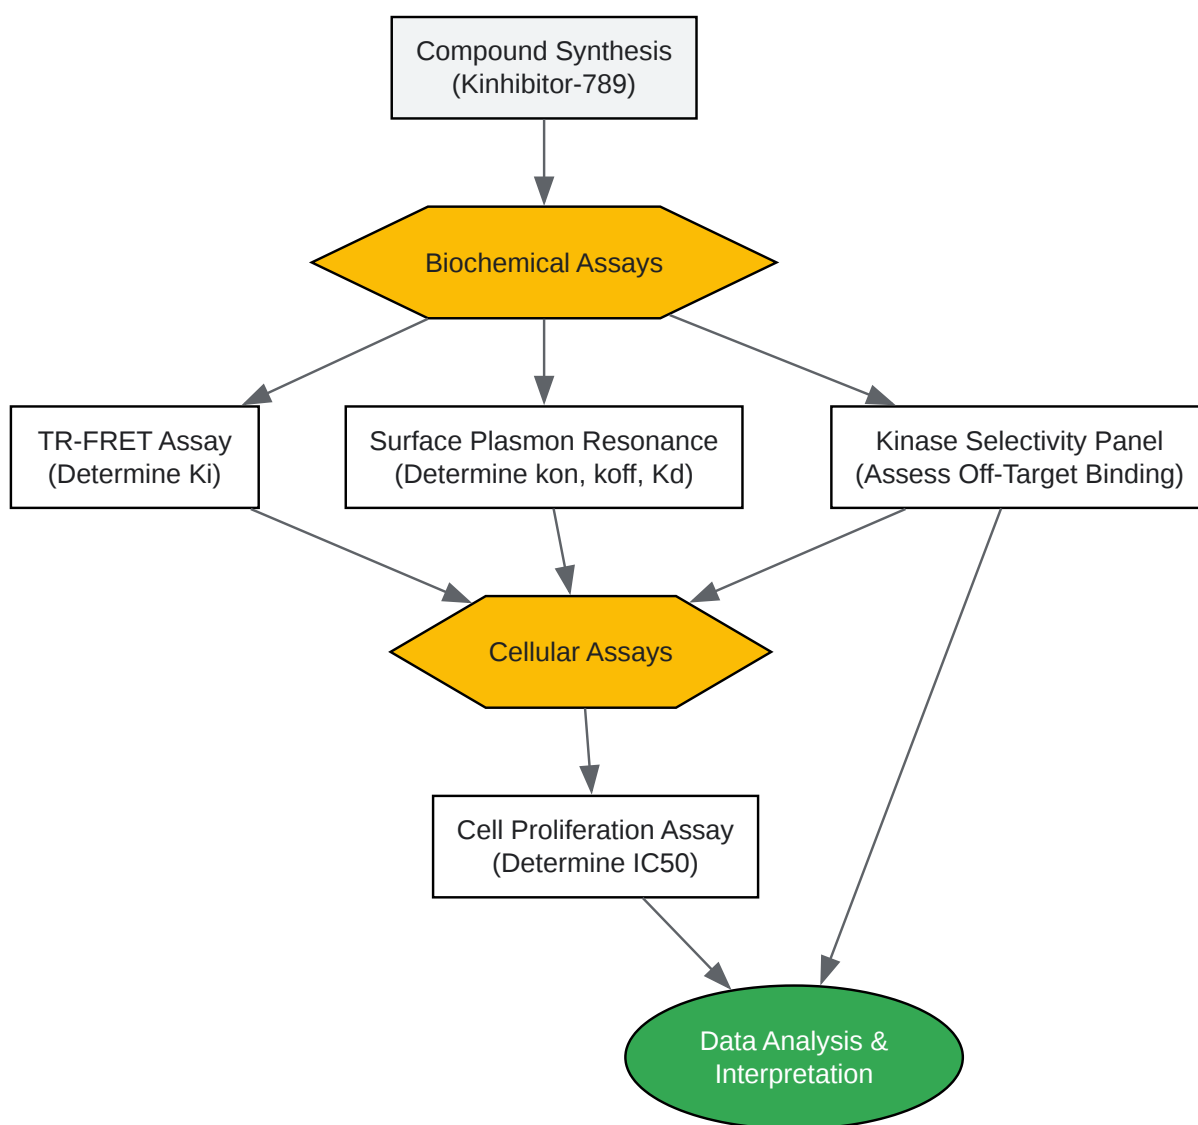 Compound Synthesis
(Kinhibitor-789)
Biochemical Assays
TR-FRET Assay
(Determine Ki)
Surface Plasmon Resonance
(Determine kon, koff, Kd)
Kinase Selectivity Panel
(Assess Off-Target Binding)
Cellular Assays
Cell Proliferation Assay
(Determine IC50)
Data Analysis &
Interpretation